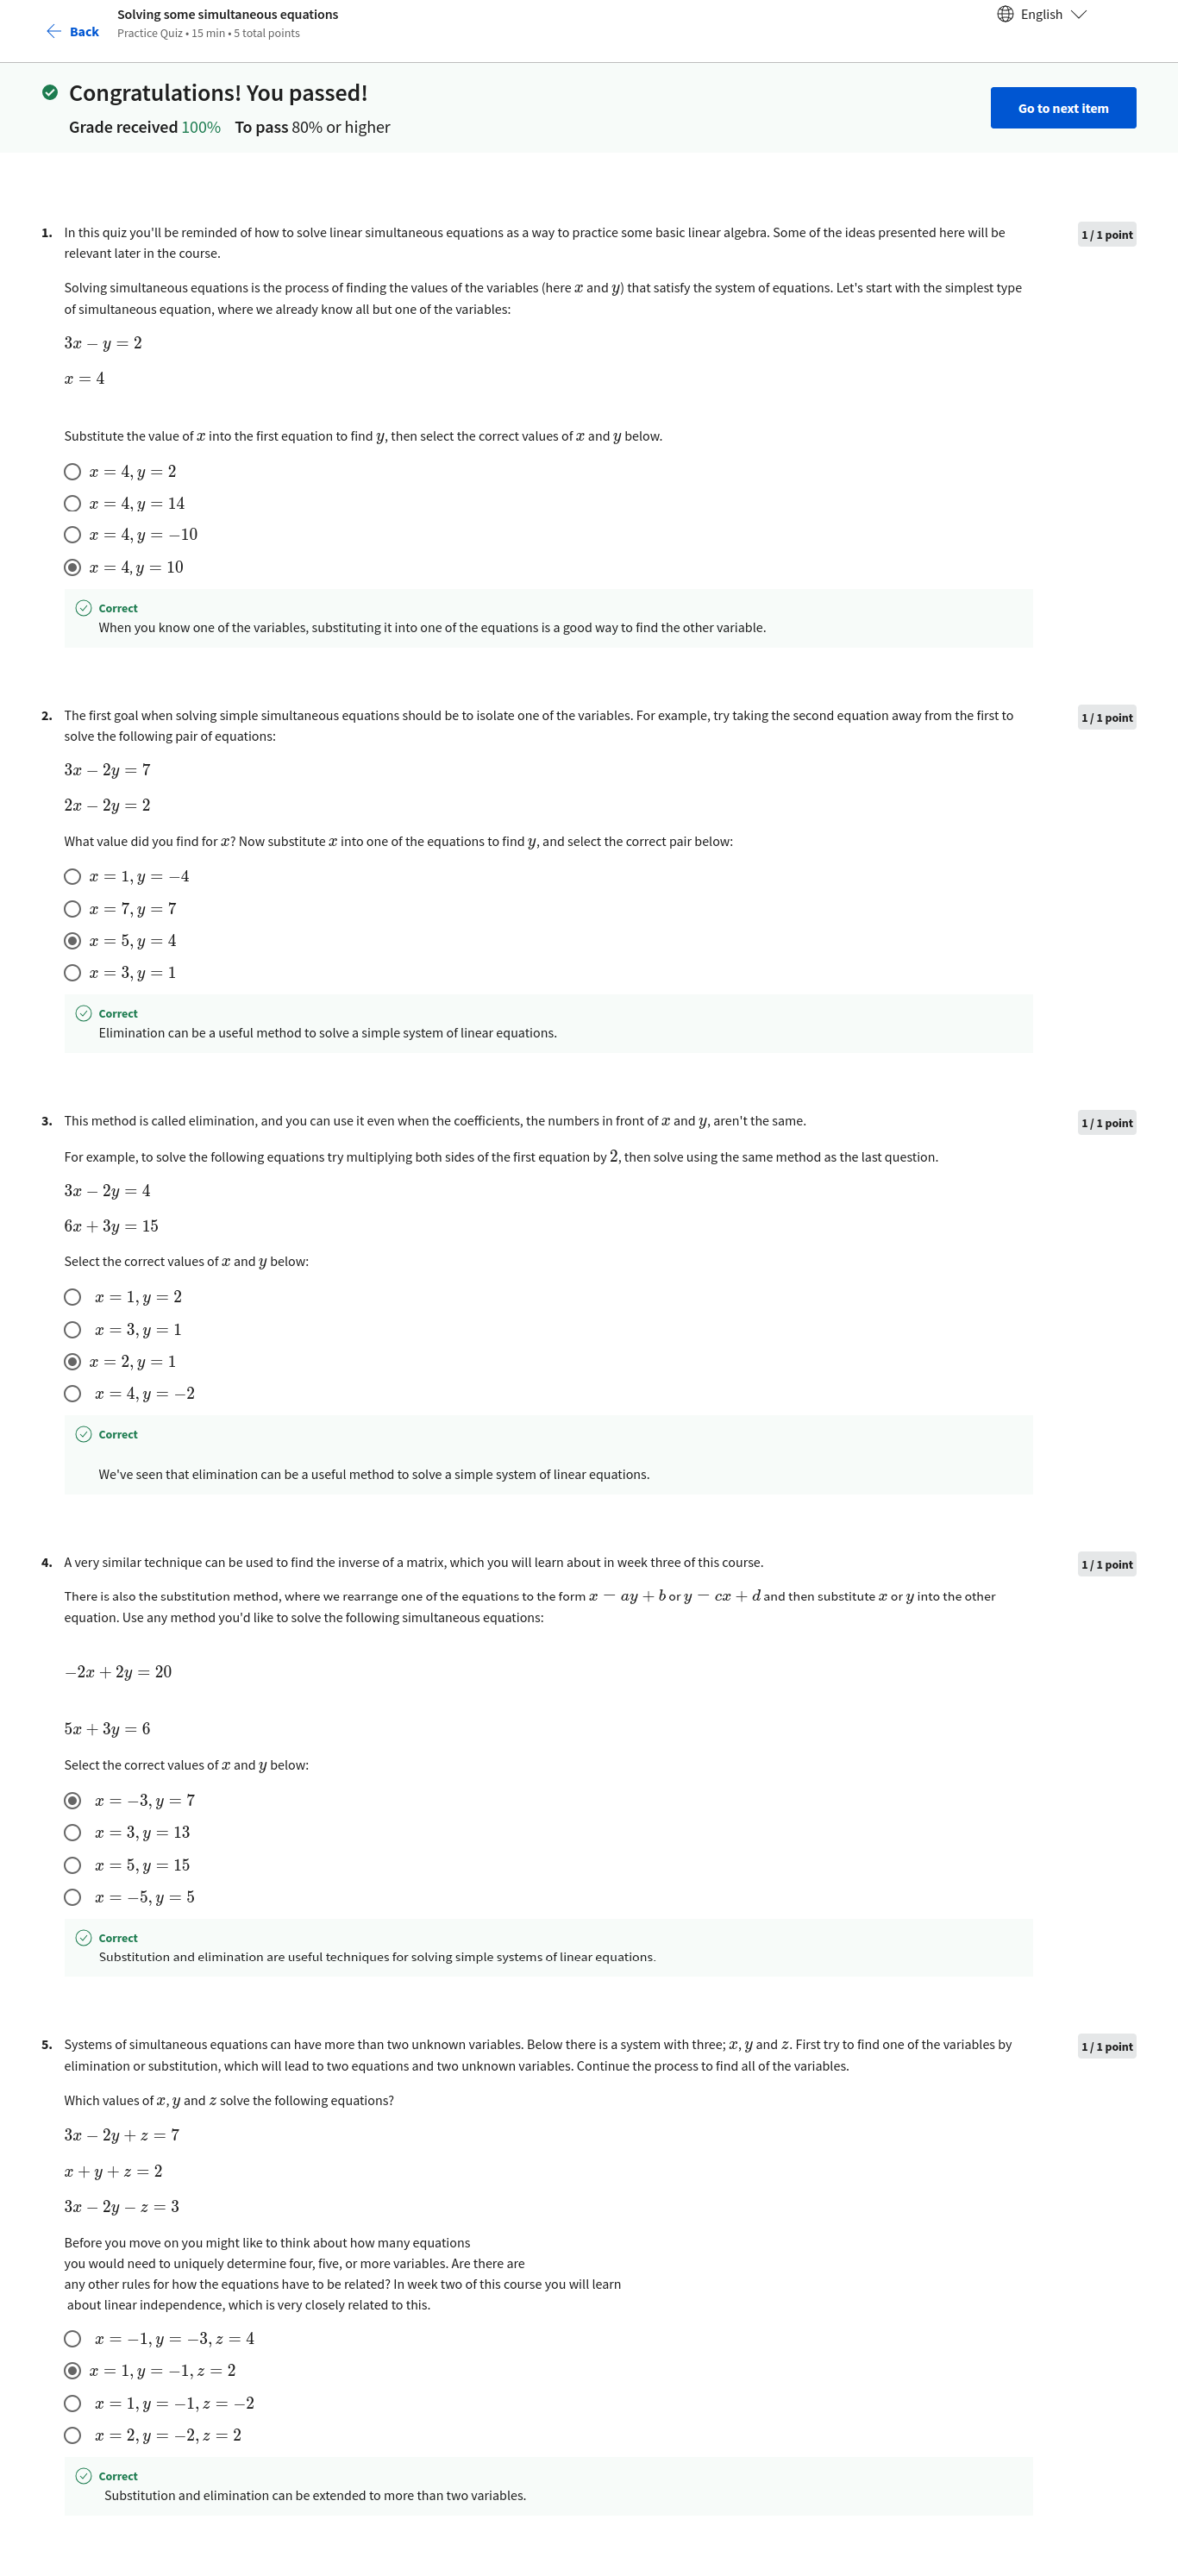 Solving some simultaneous equations
Practice Quiz • 15 min • 5 total points
Back
English
Congratulations! You passed!
Grade received 100% To pass 80% or higher
Go to next item
1. In this quiz you'll be reminded of how to solve linear simultaneous equations as a way to practice some basic linear algebra. Some of the ideas presented here will be
relevant later in the course.
1 / 1 point
Solving simultaneous equations is the process of finding the values of the variables (here x and y) that satisfy the system of equations. Let's start with the simplest type
of simultaneous equation, where we already know all but one of the variables:
3x − y = 2
x = 4
Substitute the value of x into the first equation to find y, then select the correct values of x and y below.
x = 4, y = 2
x = 4, y = 14
x = 4, y = −10
x = 4, y = 10
Correct
When you know one of the variables, substituting it into one of the equations is a good way to find the other variable.
2. The first goal when solving simple simultaneous equations should be to isolate one of the variables. For example, try taking the second equation away from the first to
solve the following pair of equations:
1 / 1 point
3x − 2y = 7
2x − 2y = 2
What value did you find for x? Now substitute x into one of the equations to find y, and select the correct pair below:
x = 1, y = −4
x = 7, y = 7
x = 5, y = 4
x = 3, y = 1
Correct
Elimination can be a useful method to solve a simple system of linear equations.
3. This method is called elimination, and you can use it even when the coefficients, the numbers in front of x and y, aren't the same.
1 / 1 point
For example, to solve the following equations try multiplying both sides of the first equation by 2, then solve using the same method as the last question.
3x − 2y = 4
6x + 3y = 15
Select the correct values of x and y below:
x = 1, y = 2
x = 3, y = 1
x = 2, y = 1
x = 4, y = −2
Correct
We've seen that elimination can be a useful method to solve a simple system of linear equations.
4. A very similar technique can be used to find the inverse of a matrix, which you will learn about in week three of this course.
1 / 1 point
There is also the substitution method, where we rearrange one of the equations to the form x = ay + b or y = cx + d and then substitute x or y into the other
equation. Use any method you'd like to solve the following simultaneous equations:
−2x + 2y = 20
5x + 3y = 6
Select the correct values of x and y below:
x = −3, y = 7
x = 3, y = 13
x = 5, y = 15
x = −5, y = 5
Correct
Substitution and elimination are useful techniques for solving simple systems of linear equations.
5. Systems of simultaneous equations can have more than two unknown variables. Below there is a system with three; x, y and z. First try to find one of the variables by
elimination or substitution, which will lead to two equations and two unknown variables. Continue the process to find all of the variables.
1 / 1 point
Which values of x, y and z solve the following equations?
3x − 2y + z = 7
x + y + z = 2
3x − 2y − z = 3
Before you move on you might like to think about how many equations
you would need to uniquely determine four, five, or more variables. Are there are
any other rules for how the equations have to be related? In week two of this course you will learn
about linear independence, which is very closely related to this.
x = −1, y = −3, z = 4
x = 1, y = −1, z = 2
x = 1, y = −1, z = −2
x = 2, y = −2, z = 2
Correct
Substitution and elimination can be extended to more than two variables.